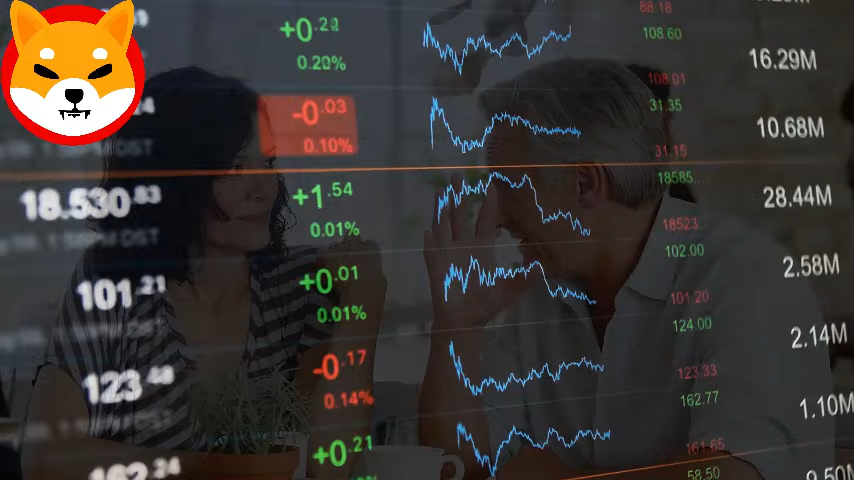 +0.29 88.18
0.20% 108.60 16.29M
-0.03 108.01
0.10% 31.35 10.68M
31.15
18.530.83 +1.54 18585.. 28.44M
0.01% 18523
101.21 +0.01 102.00 2.58M
0.01% 101.20
-0.17 124.00 2.14M
0.14% 123.33
162.77 1.10M
+0.21 161.65
162.24 58.50